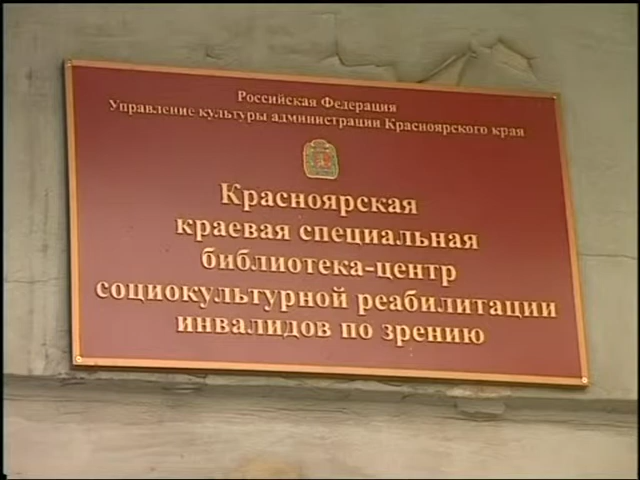 Российская Федерация
Управление культуры администрации Красноярского края
Красноярская
краевая специальная
библиотека-центр
социокультурной реабилитации
инвалидов по зрению